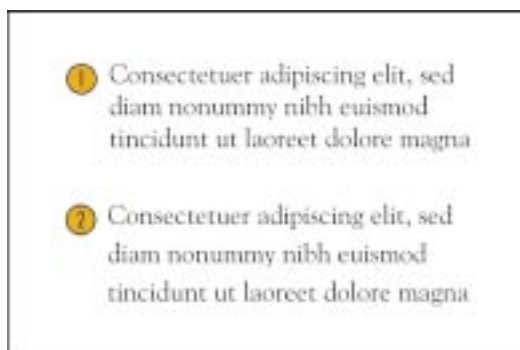 1 Consectetuer adipiscing elit, sed
diam nonummy nibh euismod
tincidunt ut laoreet dolore magna
2 Consectetuer adipiscing elit, sed
diam nonummy nibh euismod
tincidunt ut laoreet dolore magna